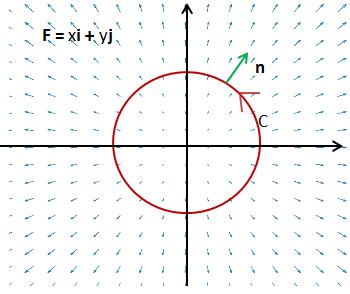 F = xi + yj
n
C